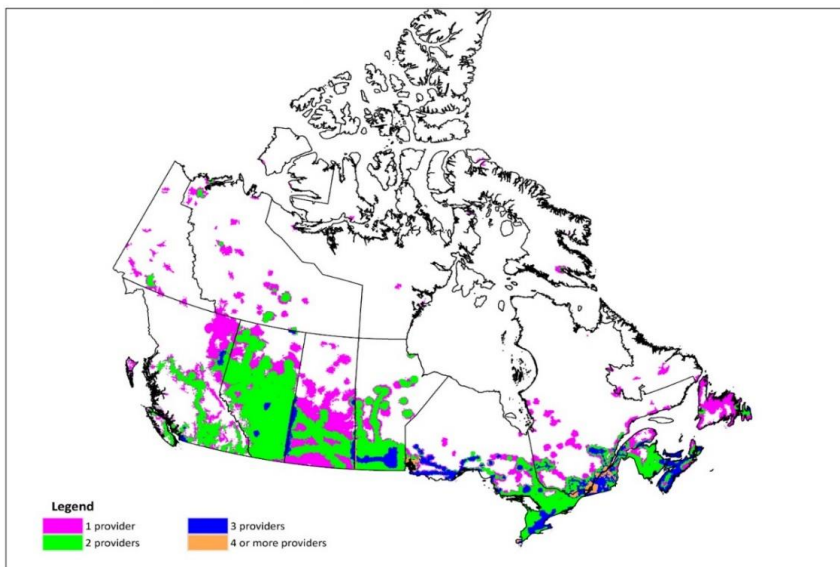 Legend
1 provider
3 providers
2 providers
4 or more providers